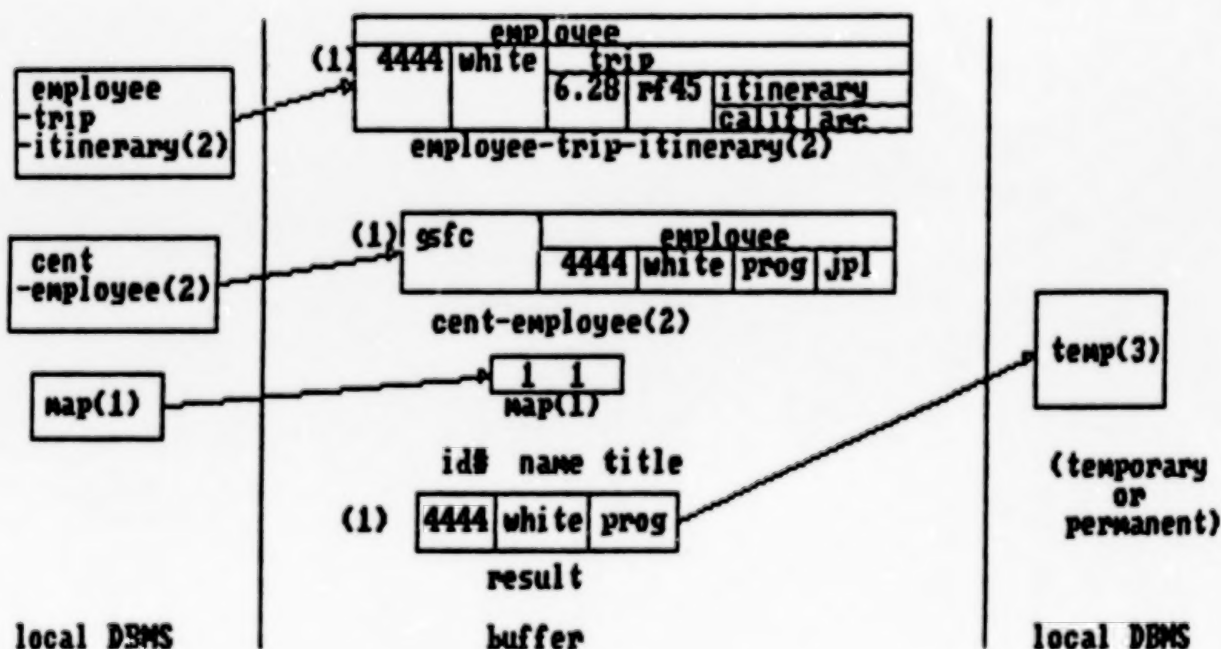 employee
(1) 4444 white trip
6.28 rf45 itinerary
calif arc
employee-trip-itinerary(2)
employee
-trip
-itinerary(2)
(1) gsfc employee
4444 white prog jpl
cent-employee(2)
cent
-employee(2)
map(1)
1 1
map(1)
id# name title
(1) 4444 white prog
result
temp(3)
(temporary
or
permanent)
local DBMS
buffer
local DBMS